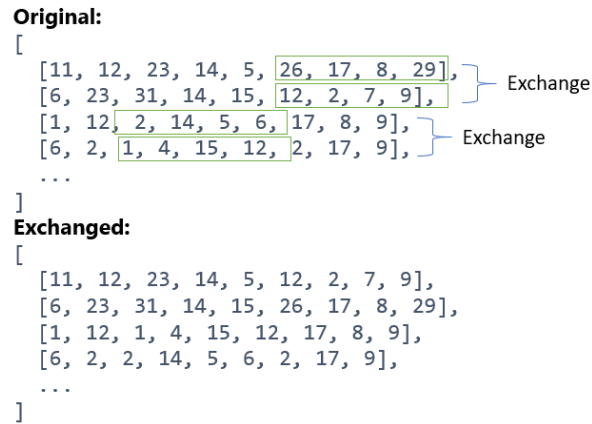 Original:
[
[11, 12, 23, 14, 5, 26, 17, 8, 29],
[6, 23, 31, 14, 15, 12, 2, 7, 9],
Exchange
[1, 12, 2, 14, 5, 6, 17, 8, 9],
[6, 2, 1, 4, 15, 12, 2, 17, 9],
Exchange
...
]
Exchanged:
[
[11, 12, 23, 14, 5, 12, 2, 7, 9],
[6, 23, 31, 14, 15, 26, 17, 8, 29],
[1, 12, 1, 4, 15, 12, 17, 8, 9],
[6, 2, 2, 14, 5, 6, 2, 17, 9],
...
]